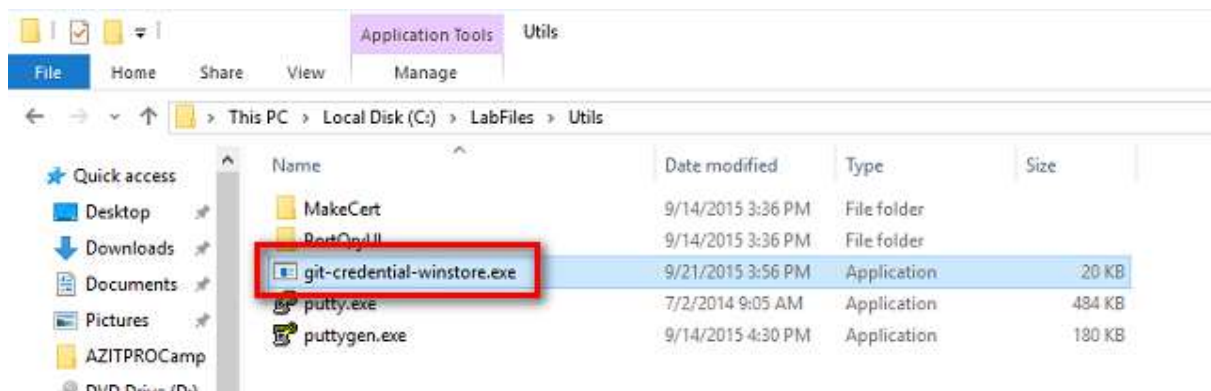 Application Tools Utils
File Home Share View Manage
This PC > Local Disk (C:) > LabFiles > Utils
Quick access
Desktop
Downloads
Documents
Pictures
AZITPROCamp
Name Date modified Type Size
MakeCert 9/14/2015 3:36 PM File folder
9/14/2015 3:36 PM File folder
git-credential-winstore.exe 9/21/2015 3:56 PM Application 20 KB
putty.exe 7/2/2014 9:05 AM Application 484 KB
puttygen.exe 9/14/2015 4:30 PM Application 180 KB